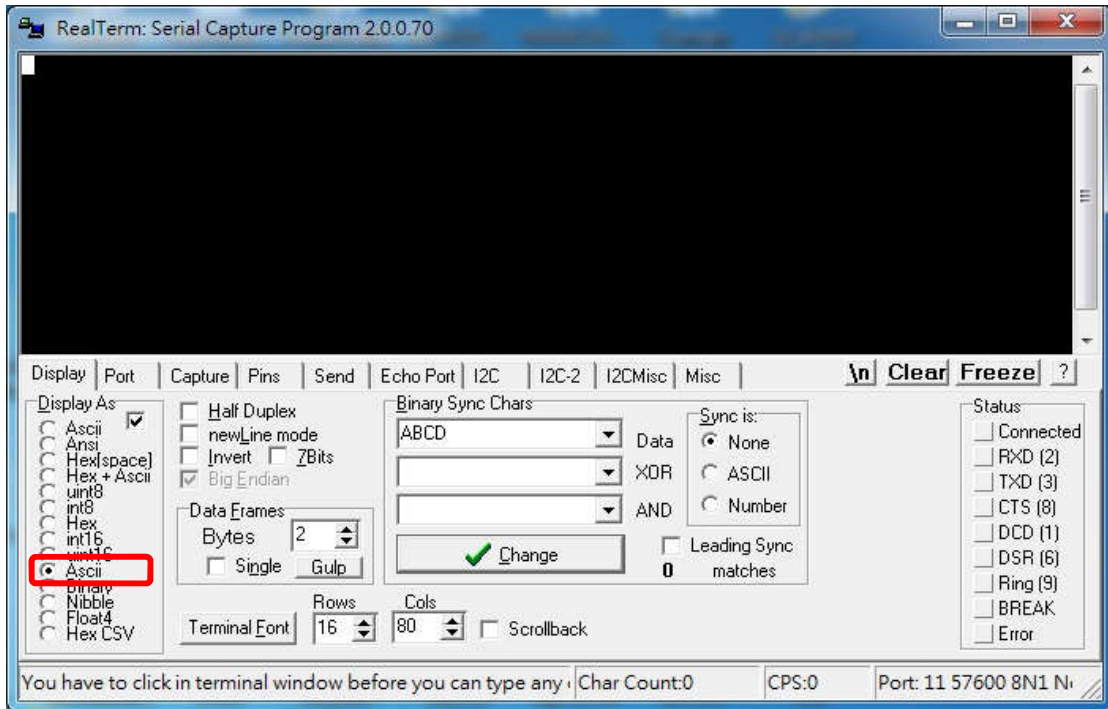 RealTerm: Serial Capture Program 2.0.0.70
Display Port Capture Pins Send Echo Port I2C I2C-2 I2CMisc Misc \n Clear Freeze ?
Display As
Ascii
Ansi
Hex[space]
Hex + Ascii
uint8
int8
Hex
int16
uint16
Ascii
Binary
Nibble
Float4
Hex CSV
Half Duplex
newLine mode
Invert 7Bits
Big Endian
Data Frames
Bytes 2
Single Gulp
Terminal Font
Rows
16
Cols
80
Scrollback
Binary Sync Chars
ABCD Data
XOR
AND
Change
Sync is:
None
ASCII
Number
Leading Sync
0 matches
Status
Connected
RXD (2)
TXD (3)
CTS (8)
DCD (1)
DSR (6)
Ring (9)
BREAK
Error
You have to click in terminal window before you can type any Char Count:0 CPS:0 Port: 11 57600 8N1